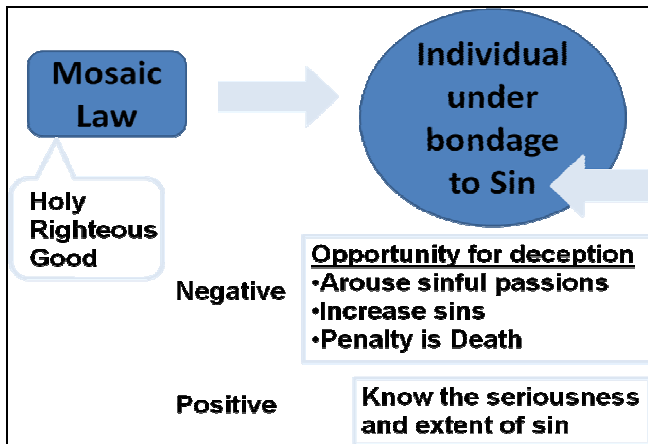 Mosaic
Law
Individual
under
bondage
to Sin
Holy
Righteous
Good
Negative
Opportunity for deception
•Arouse sinful passions
•Increase sins
•Penalty is Death
Positive
Know the seriousness
and extent of sin